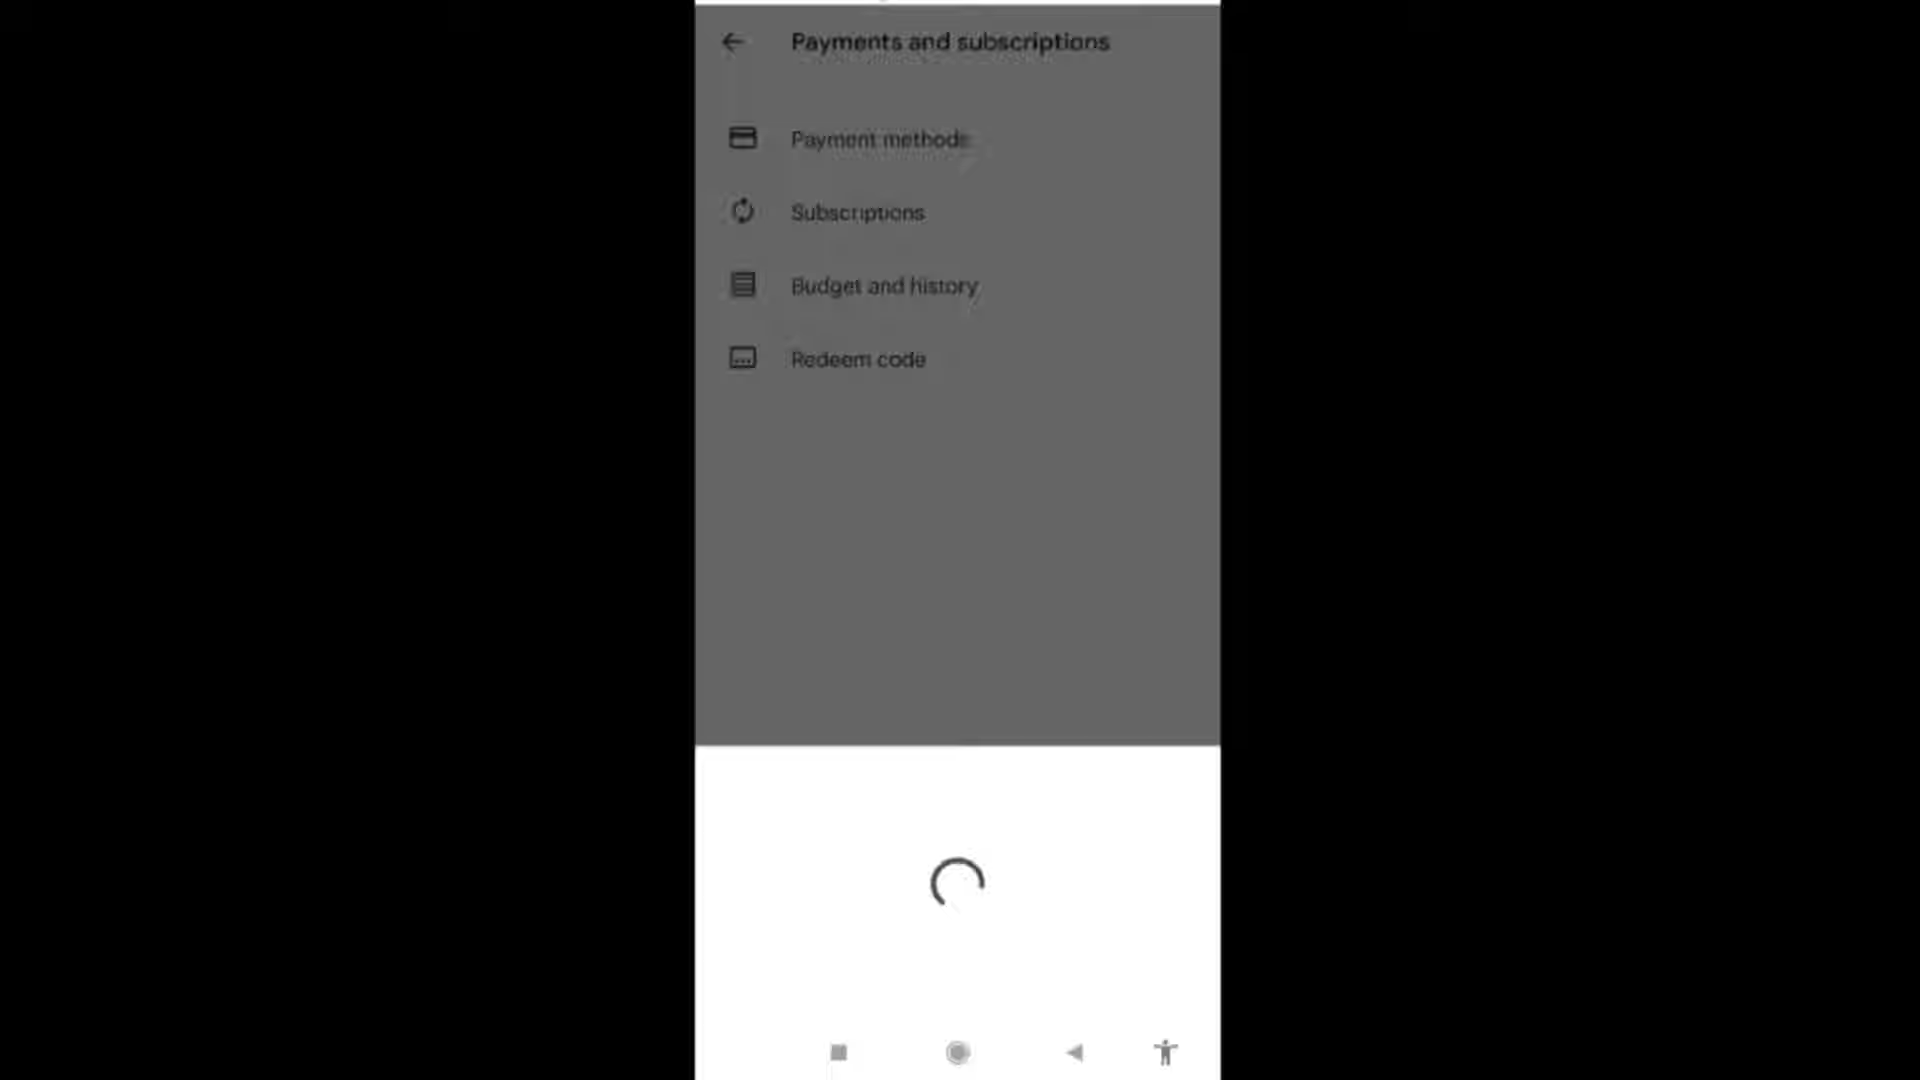 Payments and subscriptions
Payment methods
Subscriptions
Budget and history
Redeem code